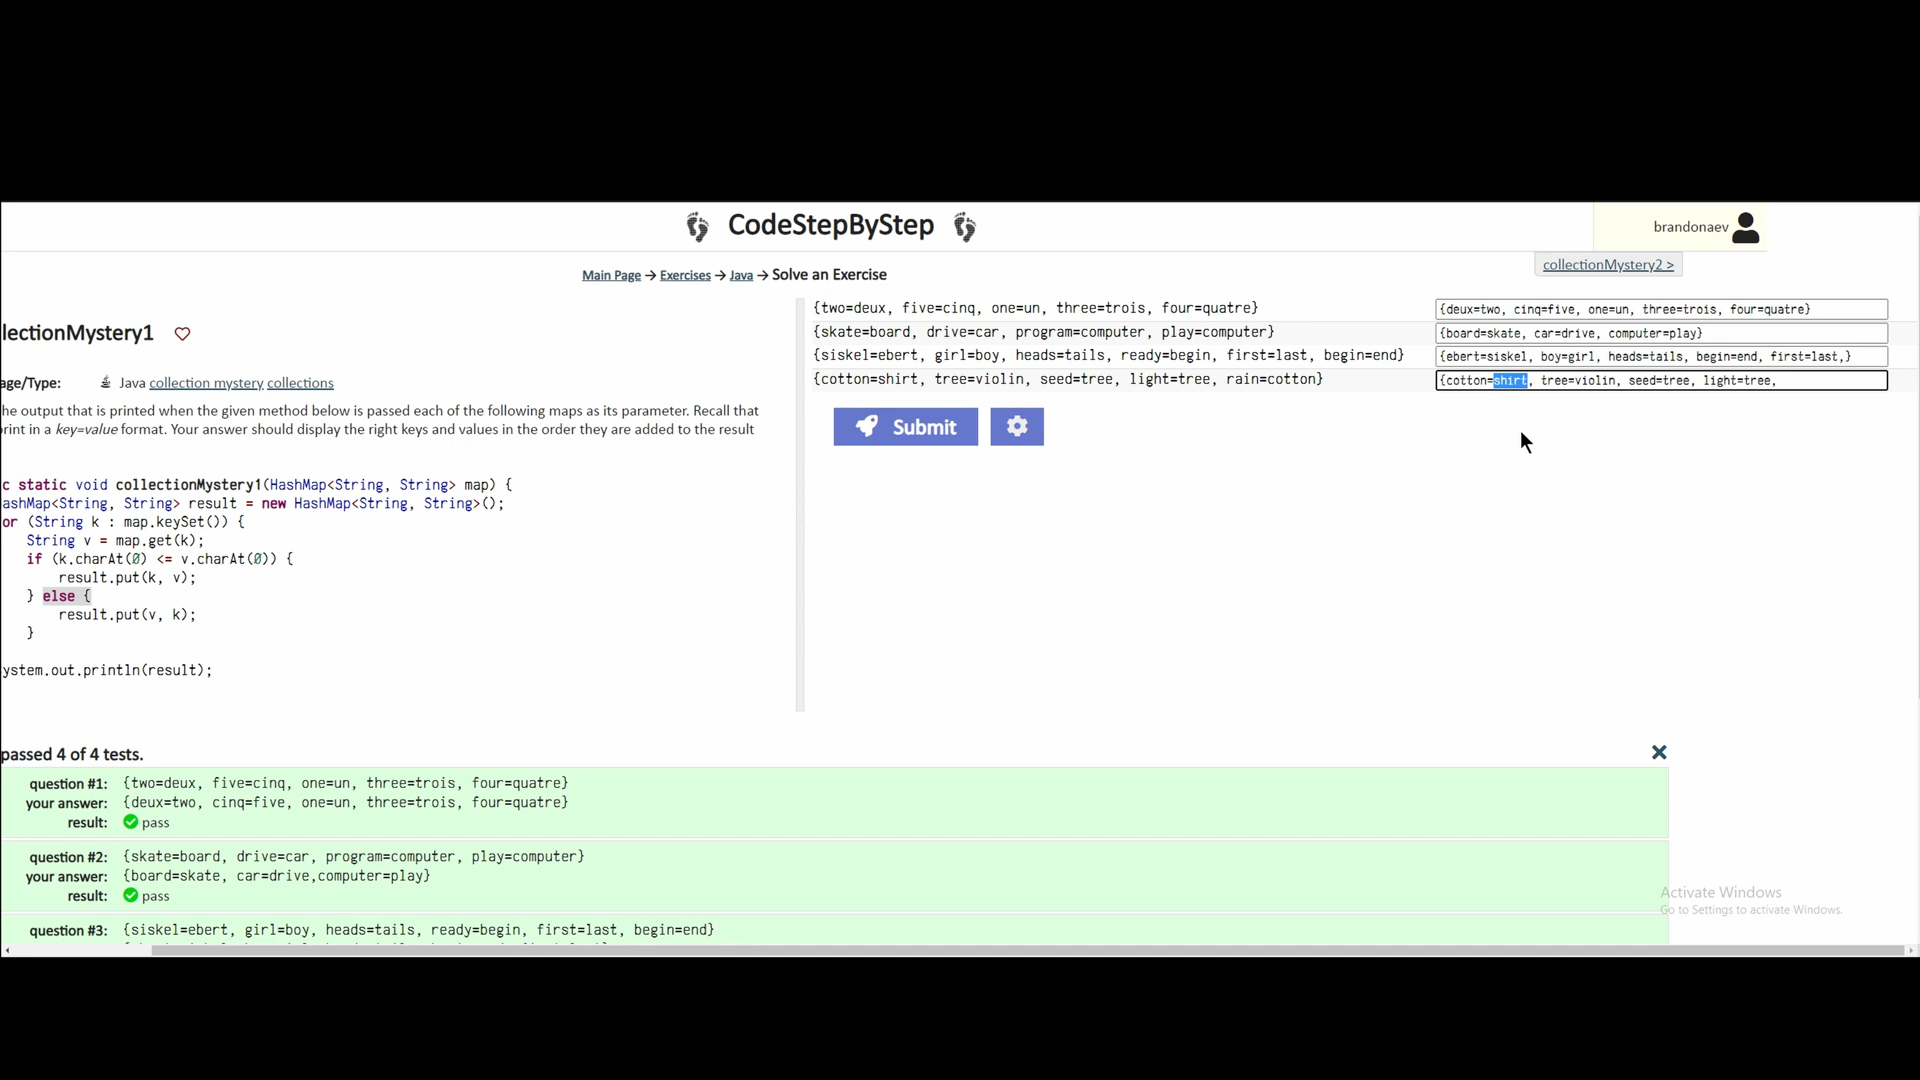 CodeStepByStep
brandonaev
Main Page → Exercises → Java → Solve an Exercise
collectionMystery2 >
lectionMystery1
age/Type: Java collection mystery collections
he output that is printed when the given method below is passed each of the following maps as its parameter. Recall that
rint in a key=value format. Your answer should display the right keys and values in the order they are added to the result
c static void collectionMystery1(HashMap<String, String> map) {
ashMap<String, String> result = new HashMap<String, String>();
or (String k : map.keySet()) {
String v = map.get(k);
if (k.charAt(0) <= v.charAt(0)) {
result.put(k, v);
} else {
result.put(v, k);
}
ystem.out.println(result);
{two=deux, five=cinq, one=un, three=trois, four=quatre} {deux=two, cinq=five, one=un, three=trois, four=quatre}
{skate=board, drive=car, program=computer, play=computer} {board=skate, car=drive, computer=play}
{siskel=ebert, girl=boy, heads=tails, ready=begin, first=last, begin=end} {ebert=siskel, boy=girl, heads=tails, begin=end, first=last,}
{cotton=shirt, tree=violin, seed=tree, light=tree, rain=cotton} {cotton=shirt, tree=violin, seed=tree, light=tree,
Submit
passed 4 of 4 tests.
question #1: {two=deux, five=cinq, one=un, three=trois, four=quatre}
your answer: {deux=two, cinq=five, one=un, three=trois, four=quatre}
result: pass
question #2: {skate=board, drive=car, program=computer, play=computer}
your answer: {board=skate, car=drive,computer=play}
result: pass
question #3: {siskel=ebert, girl=boy, heads=tails, ready=begin, first=last, begin=end}
Activate Windows
Go to Settings to activate Windows.